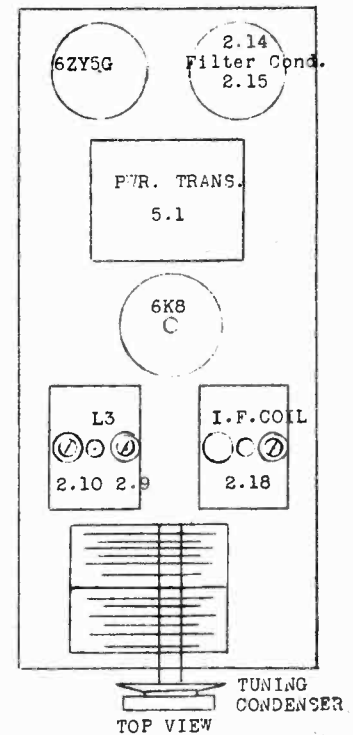 6ZY5G
2.14
Filter Cond.
2.15
PWR. TRANS.
5.1
6K8
L3
2.10 2.9
I.F.COIL
2.18
TUNING
CONDENSER
TOP VIEW